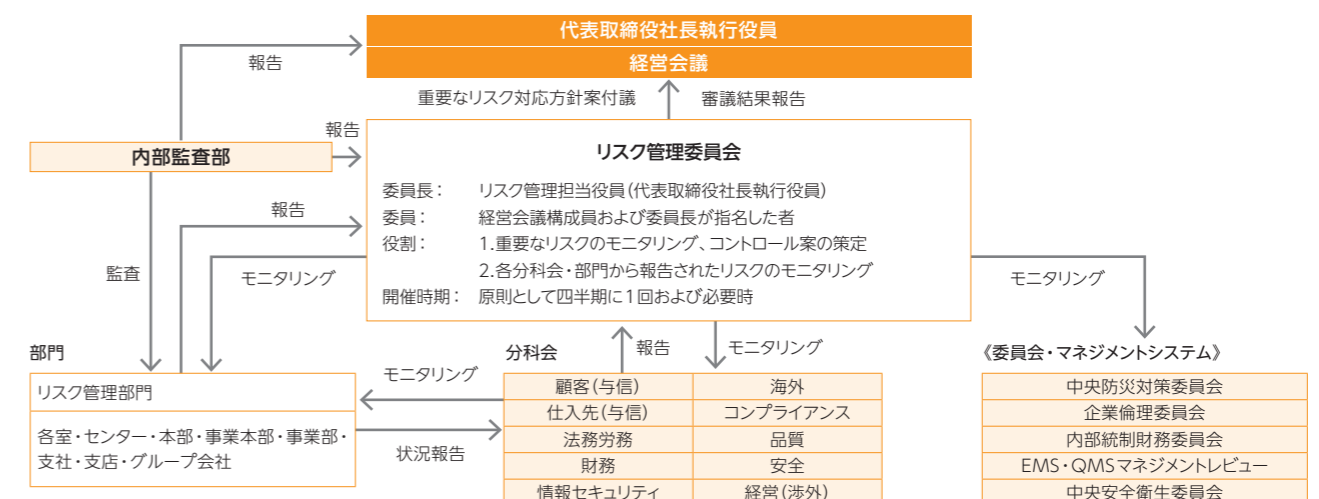 代表取締役社長執行役員
経営会議
報告
重要なリスク対応方針案付議
審議結果報告
報告
内部監査部
リスク管理委員会
委員長： リスク管理担当役員(代表取締役社長執行役員)
委員： 経営会議構成員および委員長が指名した者
役割： 1.重要なリスクのモニタリング、コントロール案の策定
2.各分科会・部門から報告されたリスクのモニタリング
開催時期： 原則として四半期に1回および必要時
報告
監査
モニタリング
モニタリング
部門
リスク管理部門
各室・センター・本部・事業本部・事業部・
支社・支店・グループ会社
モニタリング
状況報告
分科会
報告
モニタリング
顧客(与信) 海外
仕入先(与信) コンプライアンス
法務労務 品質
財務 安全
情報セキュリティ 経営(渉外)
《委員会・マネジメントシステム》
中央防災対策委員会
企業倫理委員会
内部統制財務委員会
EMS・QMSマネジメントレビュー
中央安全衛生委員会